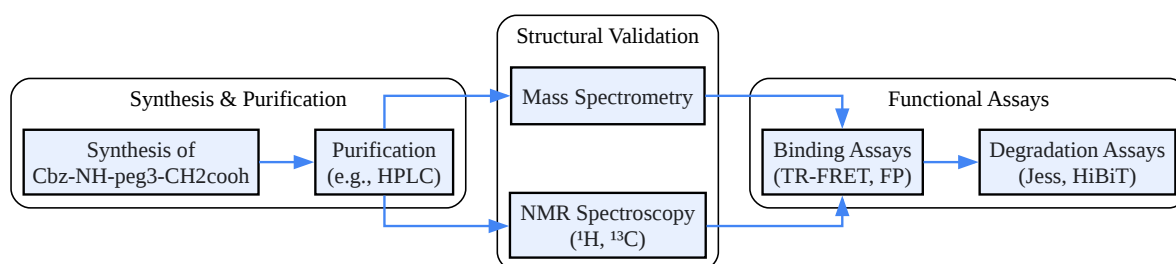 Synthesis & Purification
Synthesis of
Cbz-NH-peg3-CH2cooh
Purification
(e.g., HPLC)
Structural Validation
Mass Spectrometry
NMR Spectroscopy
(¹H, ¹³C)
Functional Assays
Binding Assays
(TR-FRET, FP)
Degradation Assays
(Jess, HiBiT)